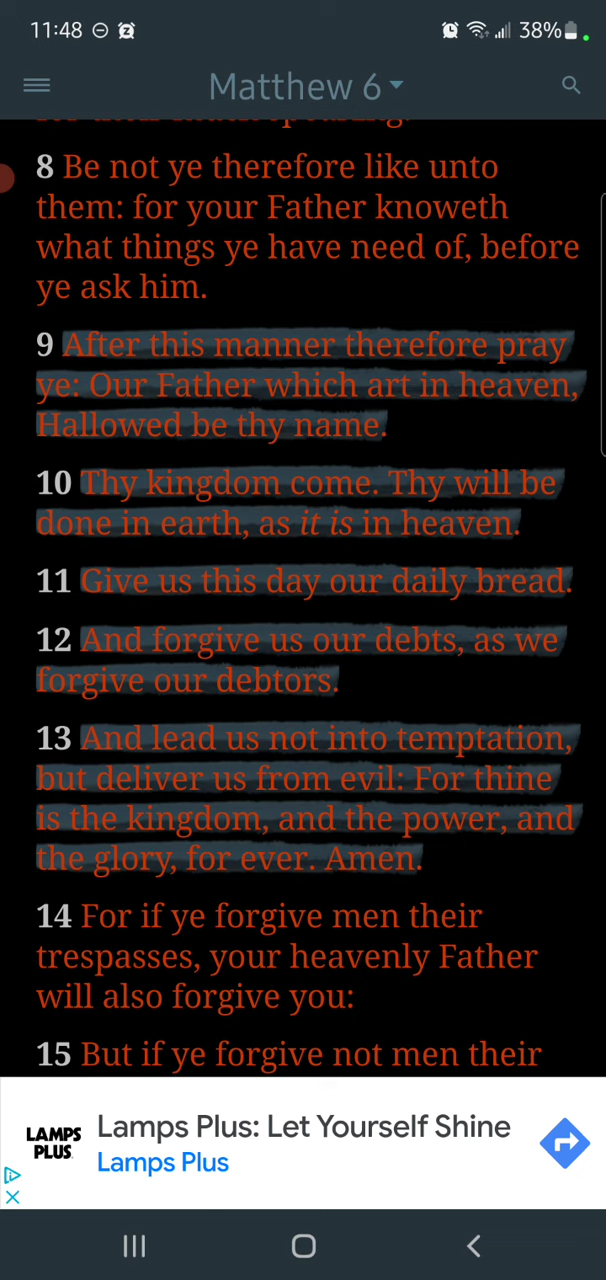 11:48
38%
Matthew 6
8 Be not ye therefore like unto
them: for your Father knoweth
what things ye have need of, before
ye ask him.
9 After this manner therefore pray
ye: Our Father which art in heaven,
Hallowed be thy name.
10 Thy kingdom come. Thy will be
done in earth, as it is in heaven.
11 Give us this day our daily bread.
12 And forgive us our debts, as we
forgive our debtors.
13 And lead us not into temptation,
but deliver us from evil: For thine
is the kingdom, and the power, and
the glory, for ever. Amen.
14 For if ye forgive men their
trespasses, your heavenly Father
will also forgive you:
15 But if ye forgive not men their
LAMPS
PLUS
Lamps Plus: Let Yourself Shine
Lamps Plus